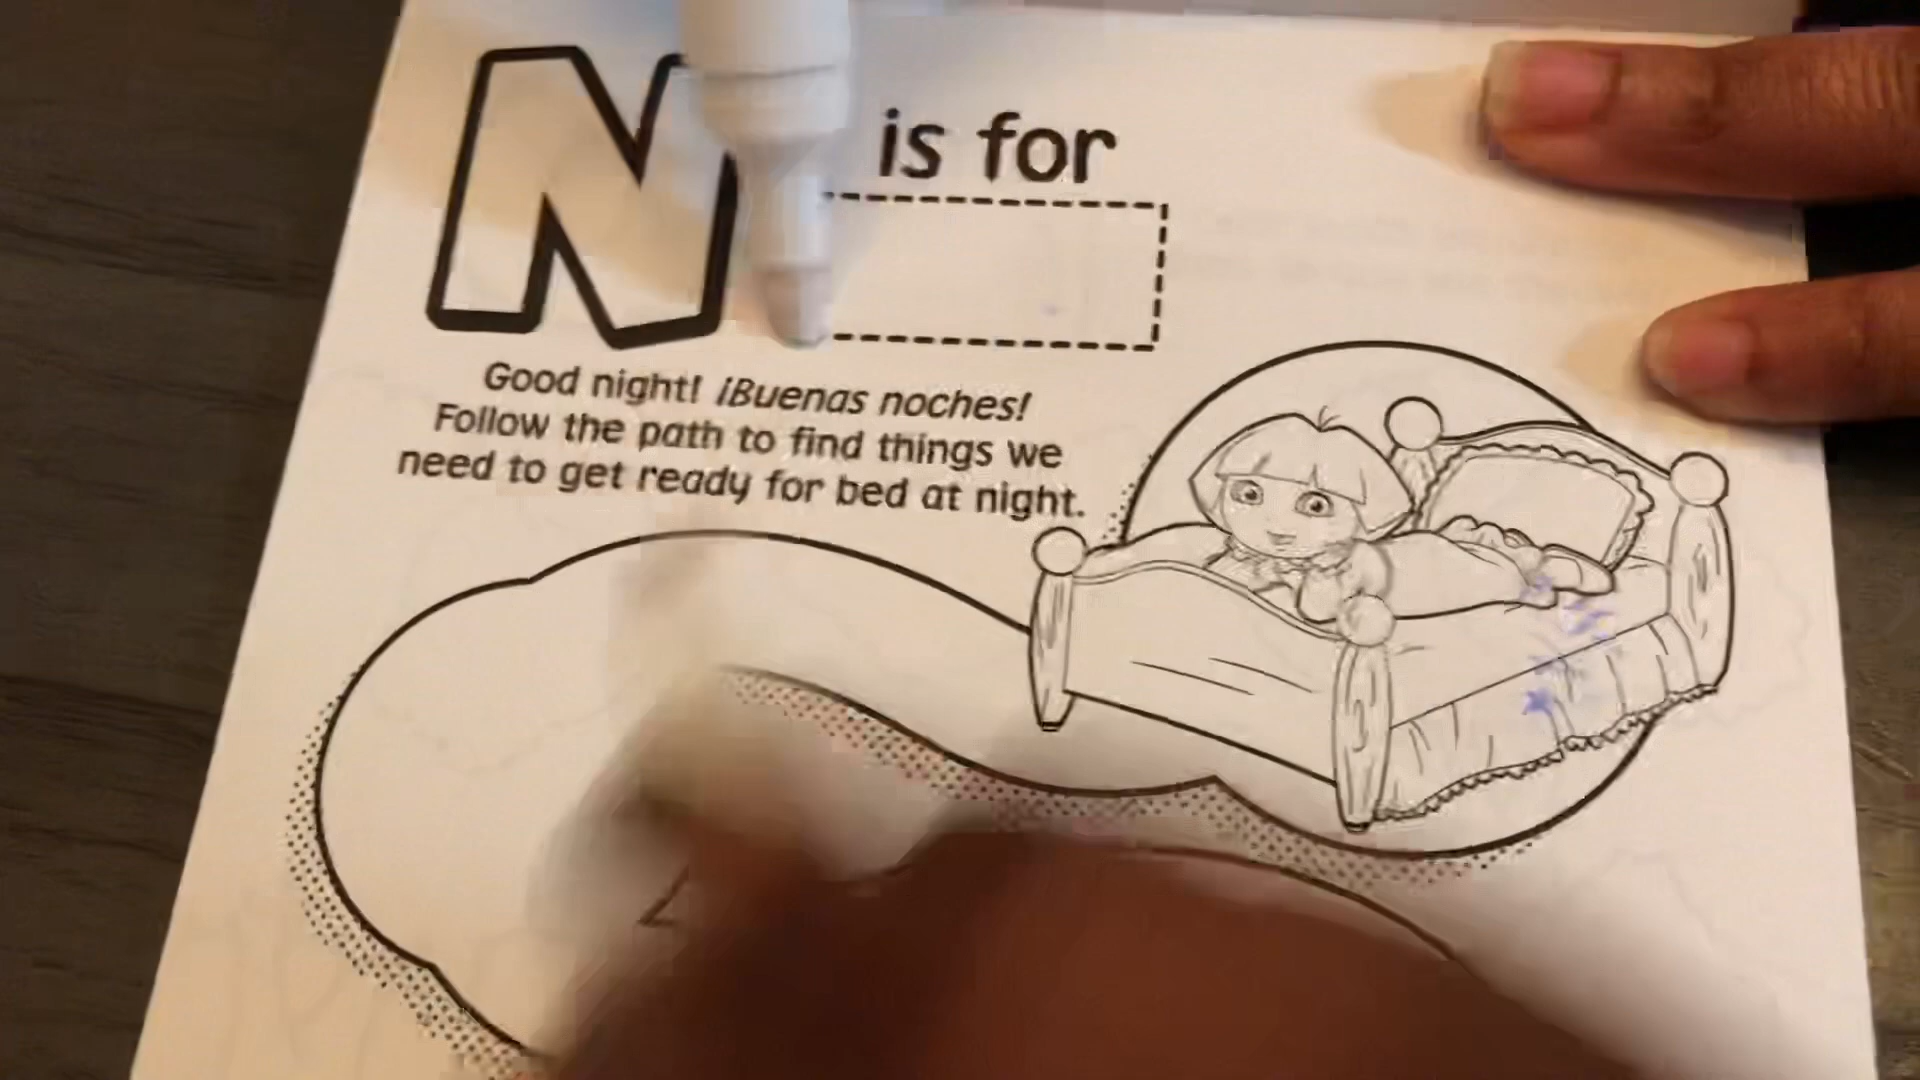 N is for
Good night! ¡Buenas noches!
Follow the path to find things we
need to get ready for bed at night.